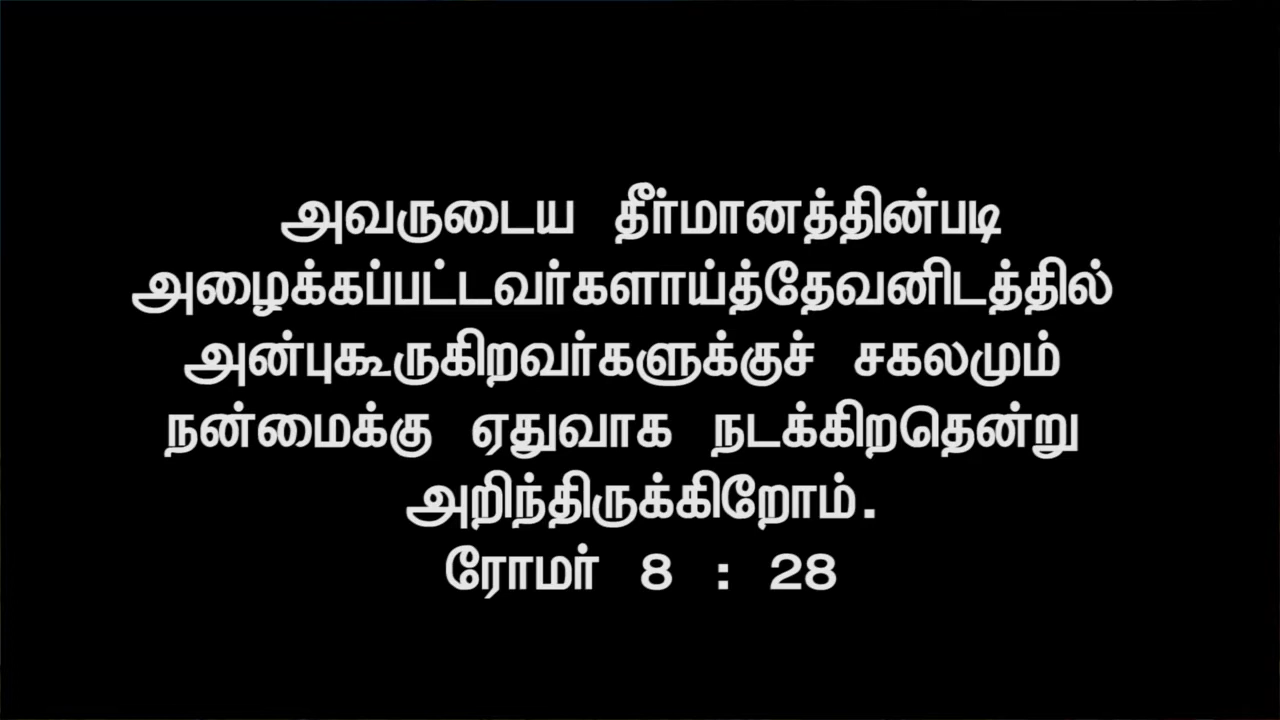 அவருடைய தீர்மானத்தின்படி
அழைக்கப்பட்டவர்களாய்த்தேவனிடத்தில்
அன்புகூருகிறவர்களுக்குச் சகலமும்
நன்மைக்கு ஏதுவாக நடக்கிறதென்று
அறிந்திருக்கிறோம்.
ரோமர் 8 : 28